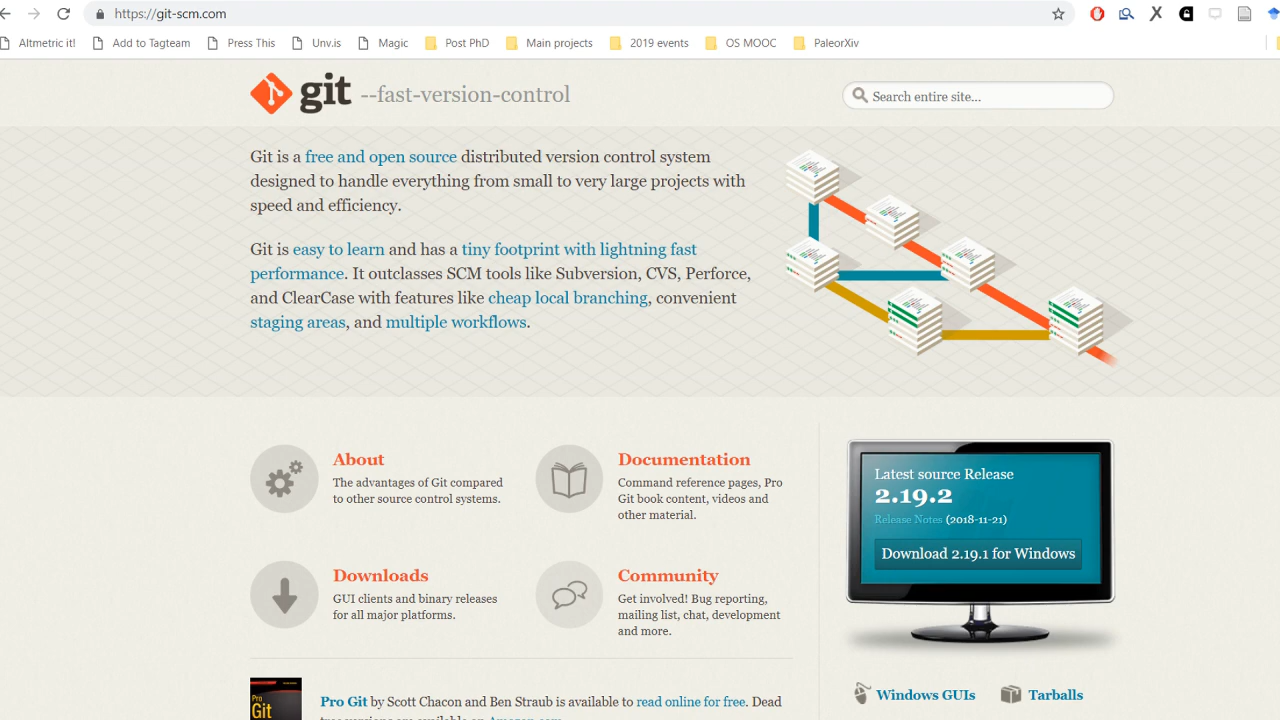 https://git-scm.com
Altmetric it! Add to Tagteam Press This Unv.is Magic Post PhD Main projects 2019 events OS MOOC PaleorXiv
git --fast-version-control
Search entire site...
Git is a free and open source distributed version control system
designed to handle everything from small to very large projects with
speed and efficiency.
Git is easy to learn and has a tiny footprint with lightning fast
performance. It outclasses SCM tools like Subversion, CVS, Perforce,
and ClearCase with features like cheap local branching, convenient
staging areas, and multiple workflows.
About
The advantages of Git compared
to other source control systems.
Documentation
Command reference pages, Pro
Git book content, videos and
other material.
Downloads
GUI clients and binary releases
for all major platforms.
Community
Get involved! Bug reporting,
mailing list, chat, development
and more.
Latest source Release
2.19.2
Release Notes (2018-11-21)
Download 2.19.1 for Windows
Windows GUIs
Tarballs
Pro
Git
Pro Git by Scott Chacon and Ben Straub is available to read online for free. Dead
tree versions are available on Amazon.com.